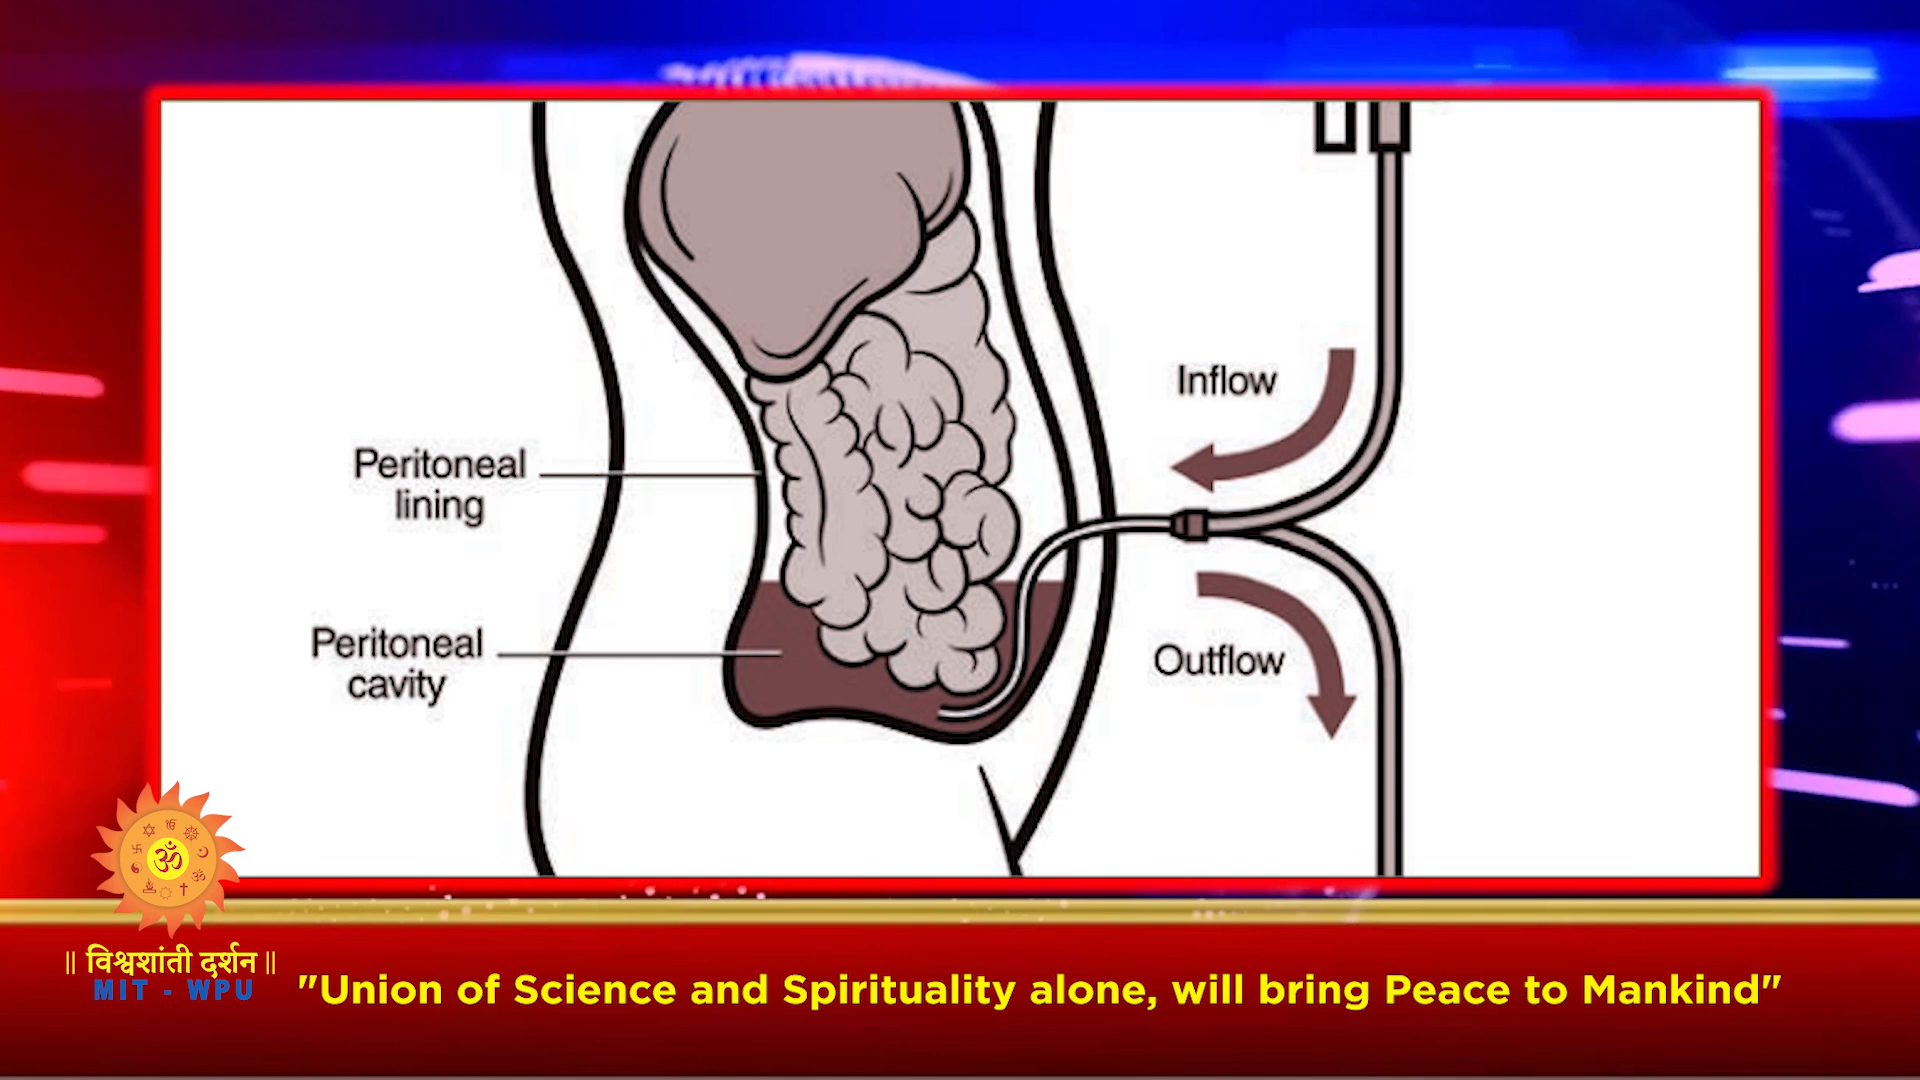 Inflow
Peritoneal
lining
Peritoneal
cavity
Outflow
ॐ
॥ विश्वशांती दर्शन ॥
MIT - WPU
"Union of Science and Spirituality alone, will bring Peace to Mankind"